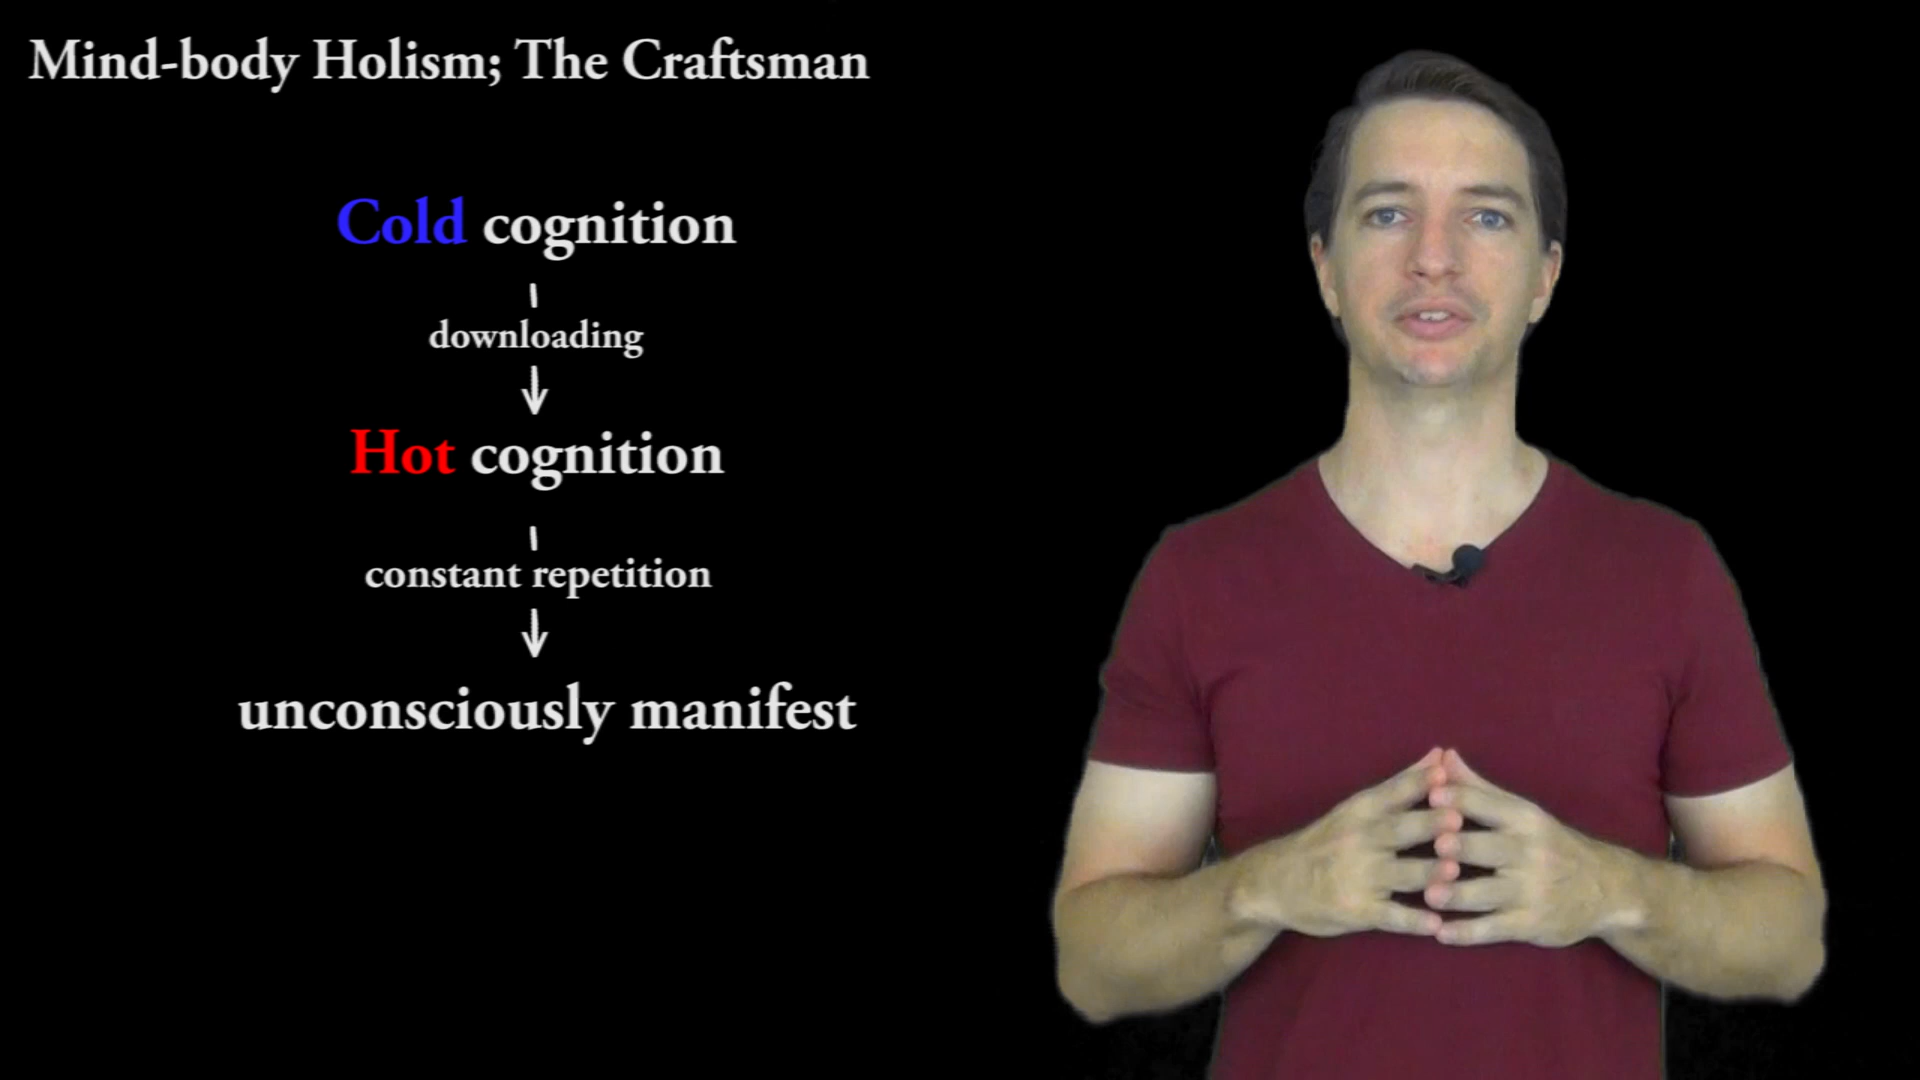 Mind-body Holism; The Craftsman
Cold cognition
downloading
Hot cognition
constant repetition
unconsciously manifest